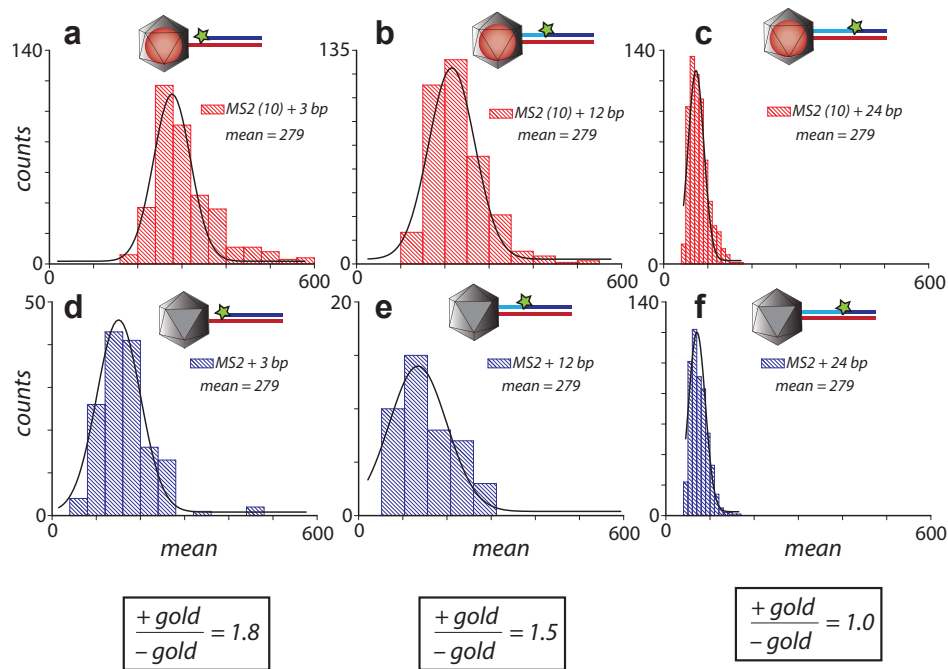 a
b
c
140
135
140
counts
MS2 (10) + 3 bp
mean = 279
MS2 (10) + 12 bp
mean = 279
MS2 (10) + 24 bp
mean = 279
0
0
600
0
600
0
600
d
e
f
50
20
140
counts
MS2 + 3 bp
mean = 279
MS2 + 12 bp
mean = 279
MS2 + 24 bp
mean = 279
0
0
600
0
0
600
0
0
600
mean
mean
mean
+ gold
– gold
= 1.8
+ gold
– gold
= 1.5
+ gold
– gold
= 1.0